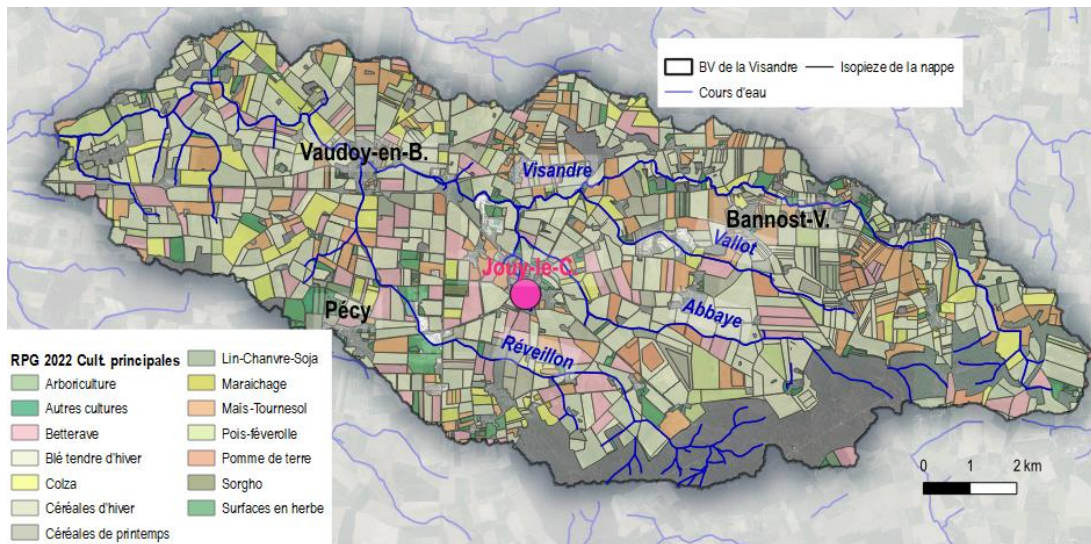 BV de la Visandre
Isopieze de la nappe
Cours d'eau
Vaudoy-en-B.
Visandre
Bannost-V.
Vallot
Jouy-le-C.
Abbaye
Pécy
Réveillon
RPG 2022 Cult. principales
Arboriculture
Autres cultures
Betterave
Blé tendre d'hiver
Colza
Céréales d'hiver
Céréales de printemps
Lin-Chanvre-Soja
Maraichage
Maïs-Tournesol
Pois-féverolle
Pomme de terre
Sorgho
Surfaces en herbe
0 1 2 km